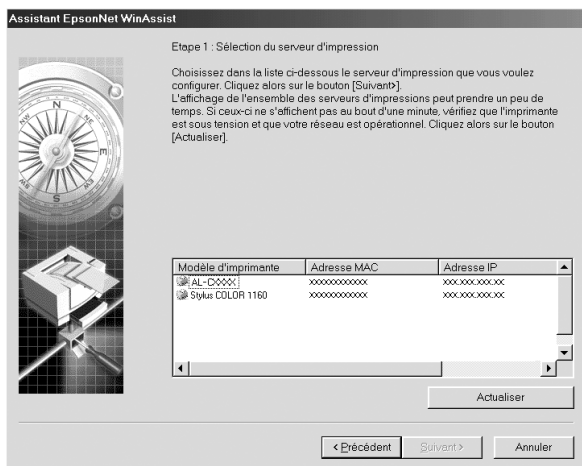 Assistant EpsonNet WinAssist
Etape 1 : Sélection du serveur d'impression
Choisissez dans la liste ci-dessous le serveur d'impression que vous voulez
configurer. Cliquez alors sur le bouton [Suivant>].
L'affichage de l'ensemble des serveurs d'impressions peut prendre un peu de
temps. Si ceux-ci ne s'affichent pas au bout d'une minute, vérifiez que l'imprimante
est sous tension et que votre réseau est opérationnel. Cliquez alors sur le bouton
[Actualiser].
Modèle d'imprimante Adresse MAC Adresse IP
AL-CXXXX XXXXXXXXXXXX XXX.XXX.XXX.XX
Stylus COLOR 1160 XXXXXXXXXXXX XXX.XXX.XXX.XX
Actualiser
< Précédent Suivant > Annuler
N
E
S
W